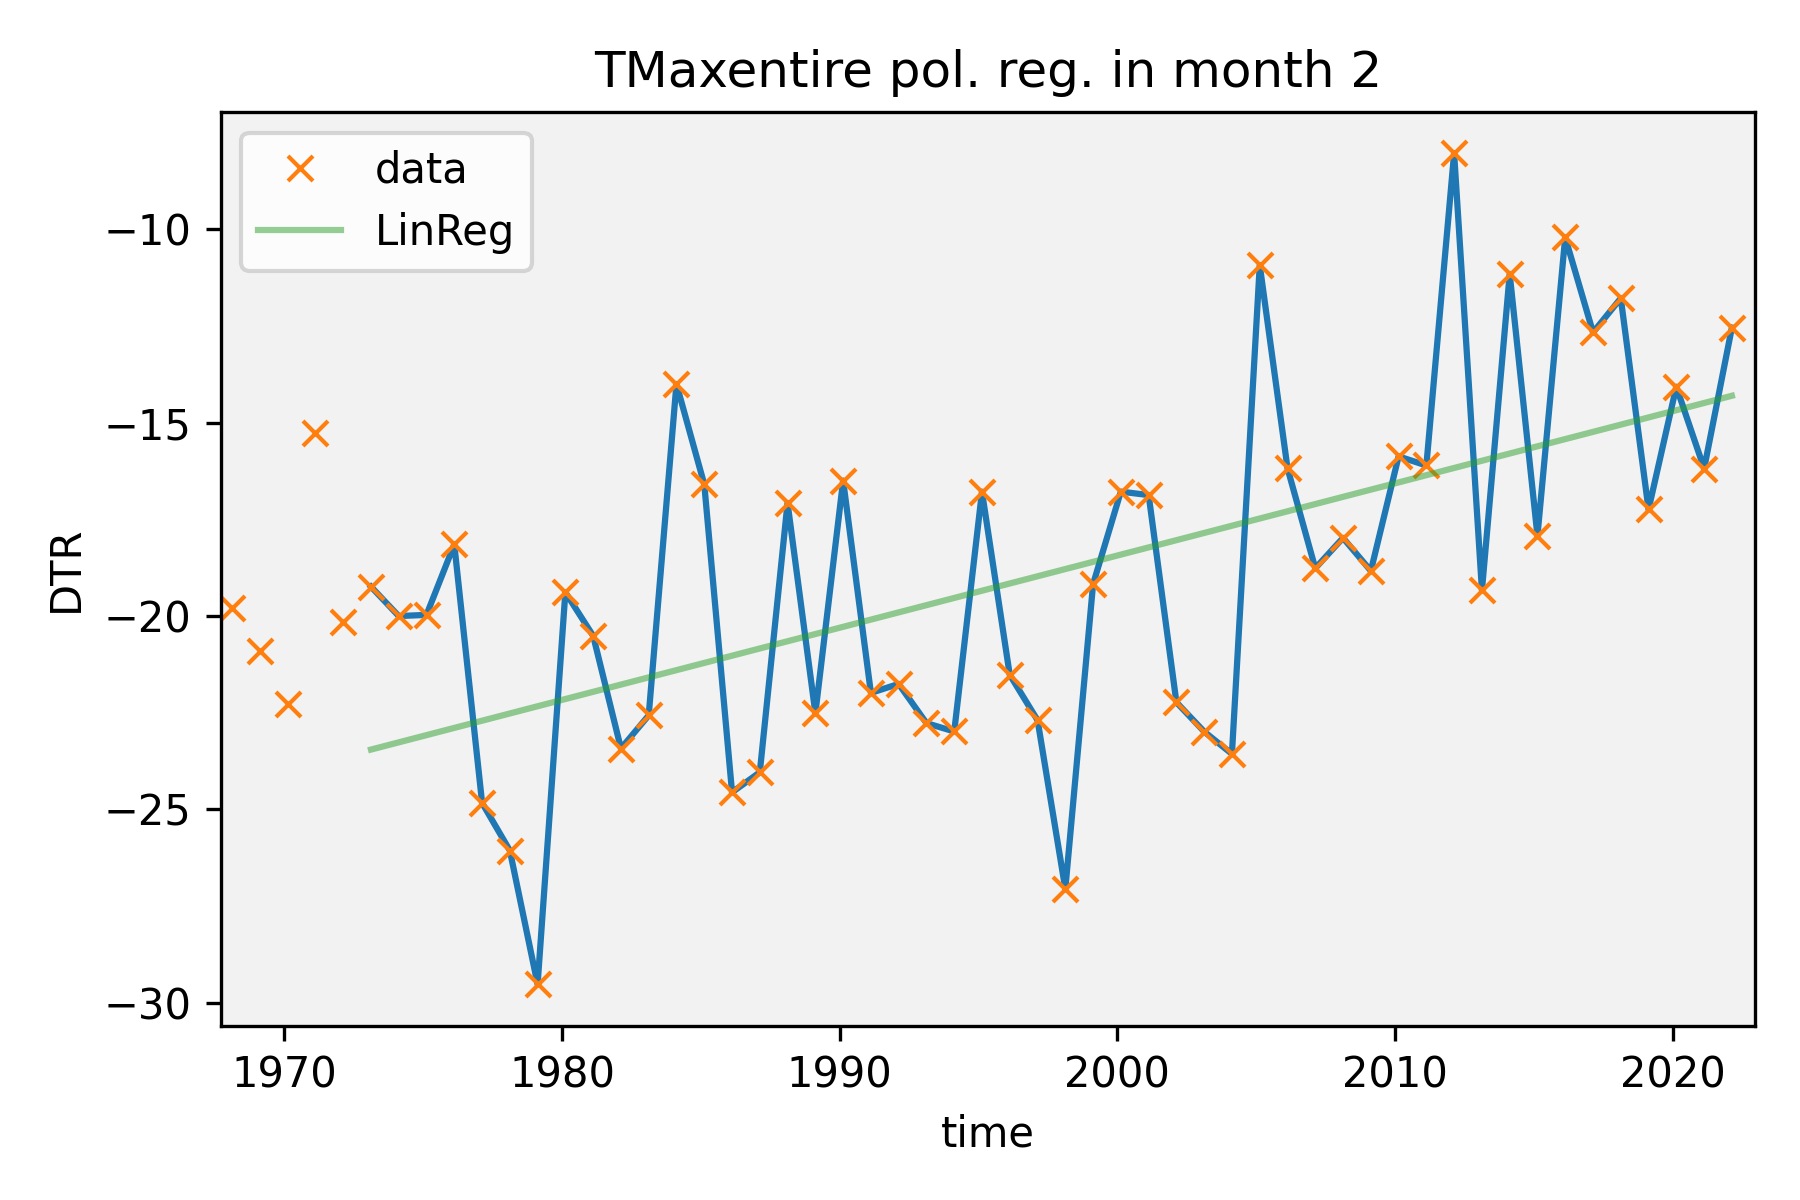 TMaxentire pol. reg. in month 2
data
LinReg
−10
−15
−20
−25
−30
DTR
1970 1980 1990 2000 2010 2020
time